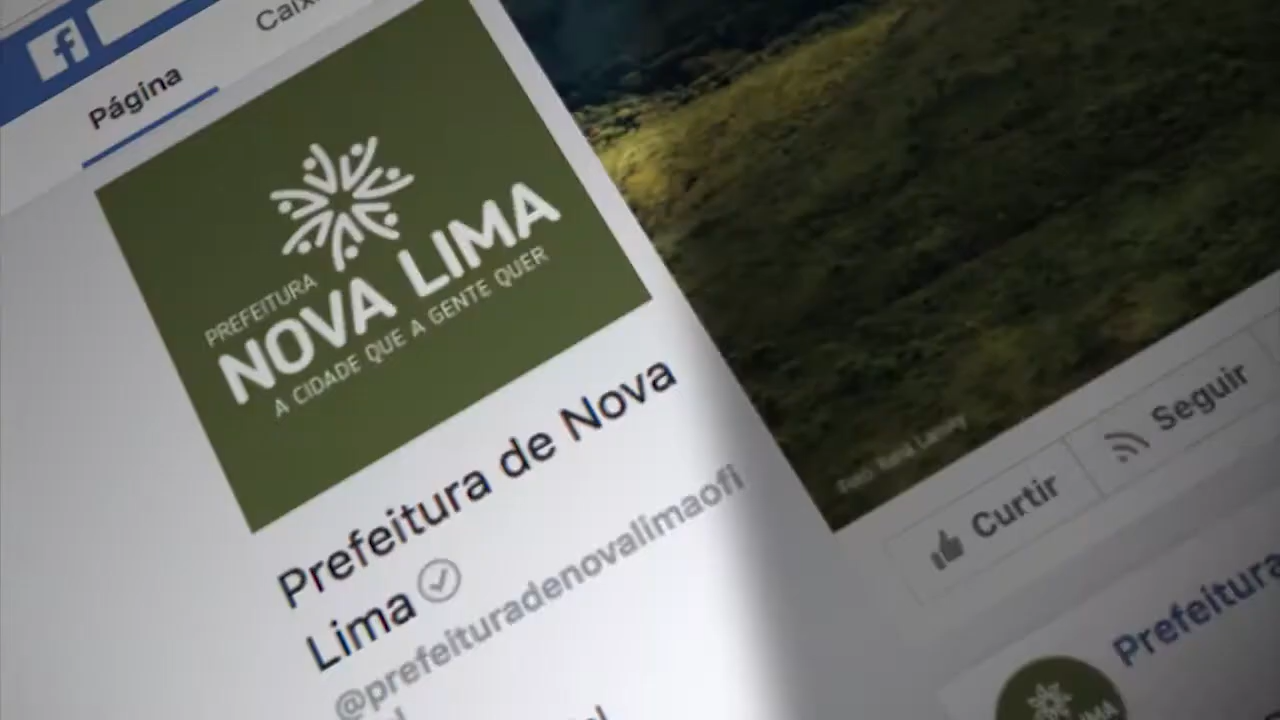 Página
PREFEITURA
NOVA LIMA
A CIDADE QUE A GENTE QUER
Prefeitura de Nova
Lima
@prefeituradenovalimaofi
Curtir
Seguir
Prefeitura